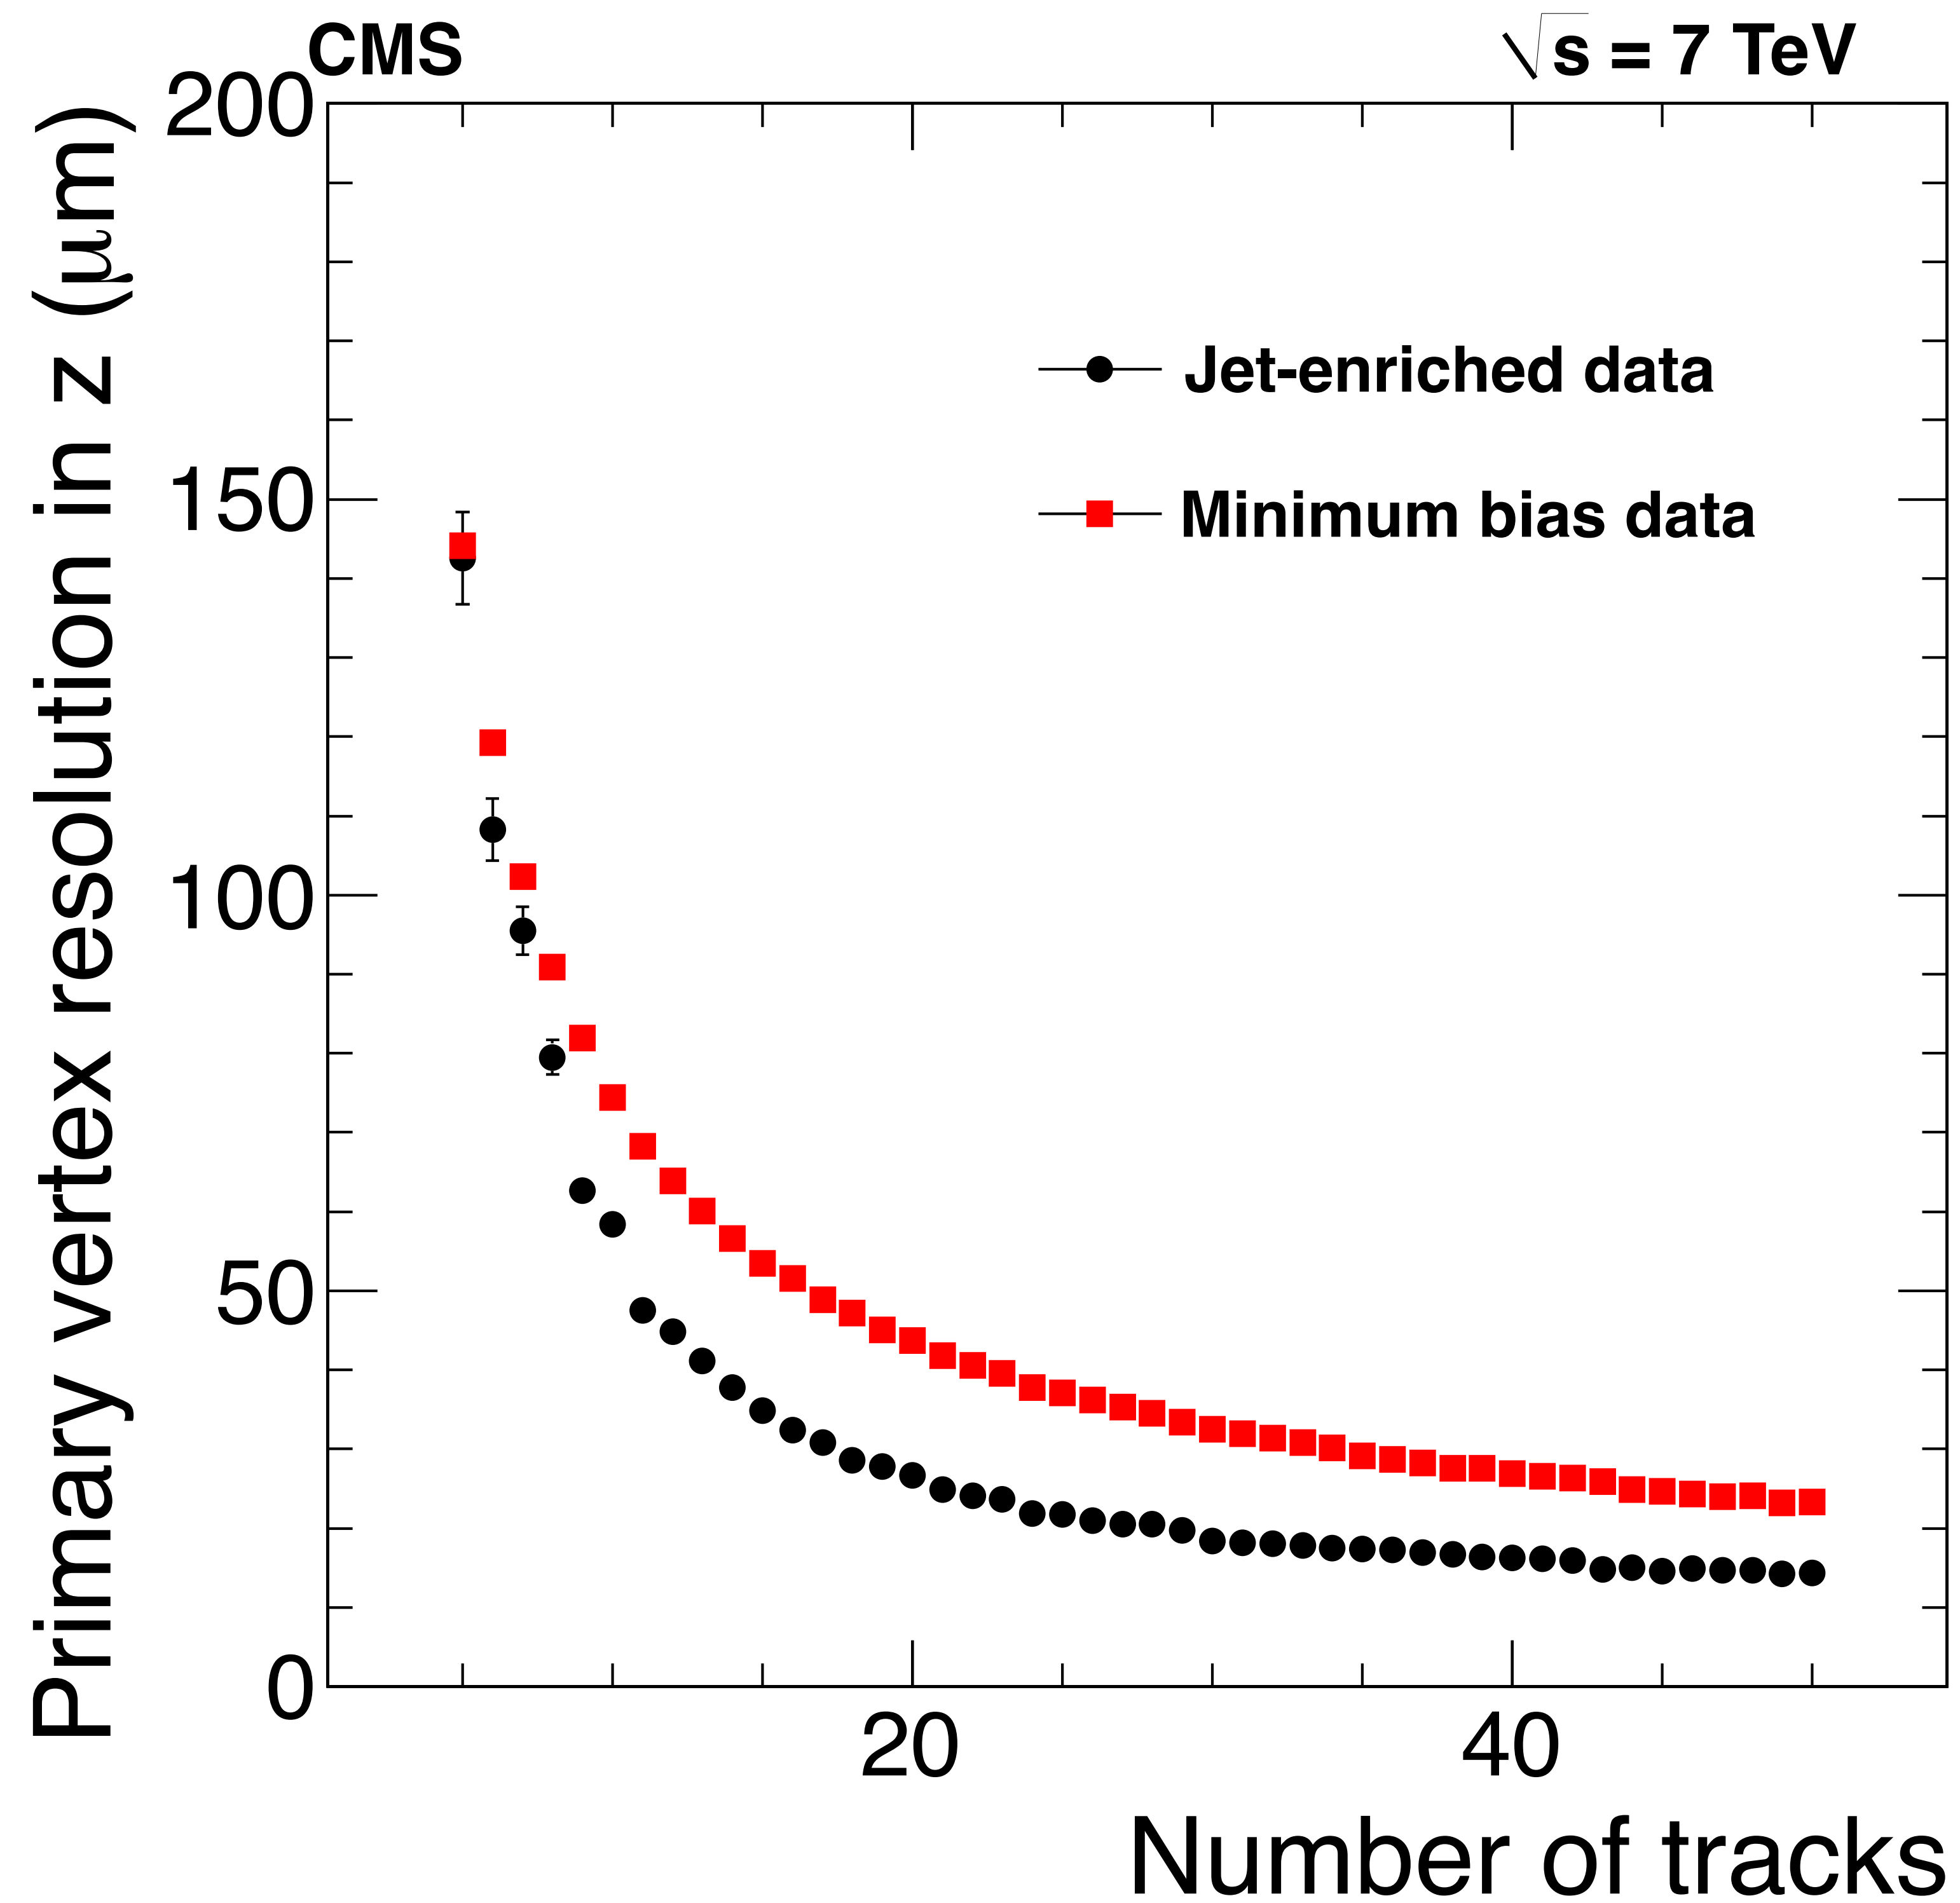 CMS
√s = 7 TeV
Primary vertex resolution in z (μm)
200
150
100
50
0
Jet-enriched data
Minimum bias data
20
40
Number of tracks